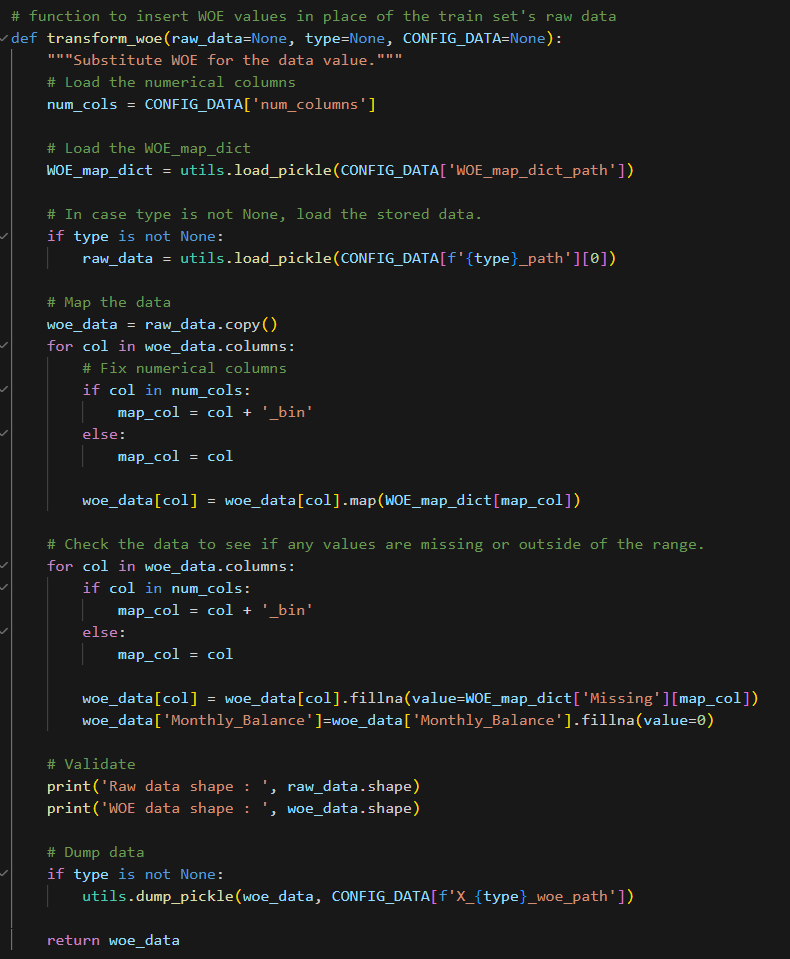 # function to insert WOE values in place of the train set's raw data
def transform_woe(raw_data=None, type=None, CONFIG_DATA=None):
    """Substitute WOE for the data value."""
    # Load the numerical columns
    num_cols = CONFIG_DATA['num_columns']

    # Load the WOE_map_dict
    WOE_map_dict = utils.load_pickle(CONFIG_DATA['WOE_map_dict_path'])

    # In case type is not None, load the stored data.
    if type is not None:
        raw_data = utils.load_pickle(CONFIG_DATA[f'{type}_path'][0])

    # Map the data
    woe_data = raw_data.copy()
    for col in woe_data.columns:
        # Fix numerical columns
        if col in num_cols:
            map_col = col + '_bin'
        else:
            map_col = col

        woe_data[col] = woe_data[col].map(WOE_map_dict[map_col])

    # Check the data to see if any values are missing or outside of the range.
    for col in woe_data.columns:
        if col in num_cols:
            map_col = col + '_bin'
        else:
            map_col = col

        woe_data[col] = woe_data[col].fillna(value=WOE_map_dict['Missing'][map_col])
        woe_data['Monthly_Balance']=woe_data['Monthly_Balance'].fillna(value=0)

    # Validate
    print('Raw data shape : ', raw_data.shape)
    print('WOE data shape : ', woe_data.shape)

    # Dump data
    if type is not None:
        utils.dump_pickle(woe_data, CONFIG_DATA[f'X_{type}_woe_path'])

    return woe_data